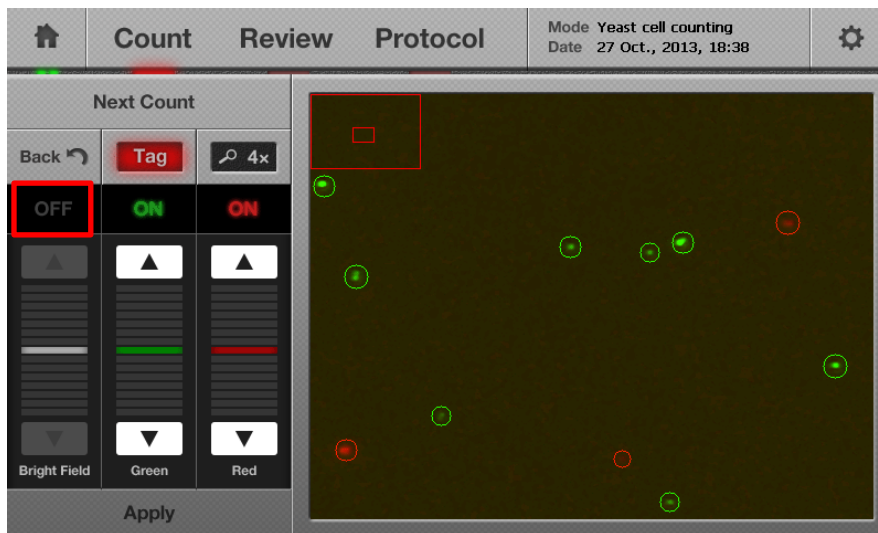 Count Review Protocol
Mode Yeast cell counting
Date 27 Oct., 2013, 18:38
Next Count
Back Tag 4x
OFF ON ON
Bright Field Green Red
Apply